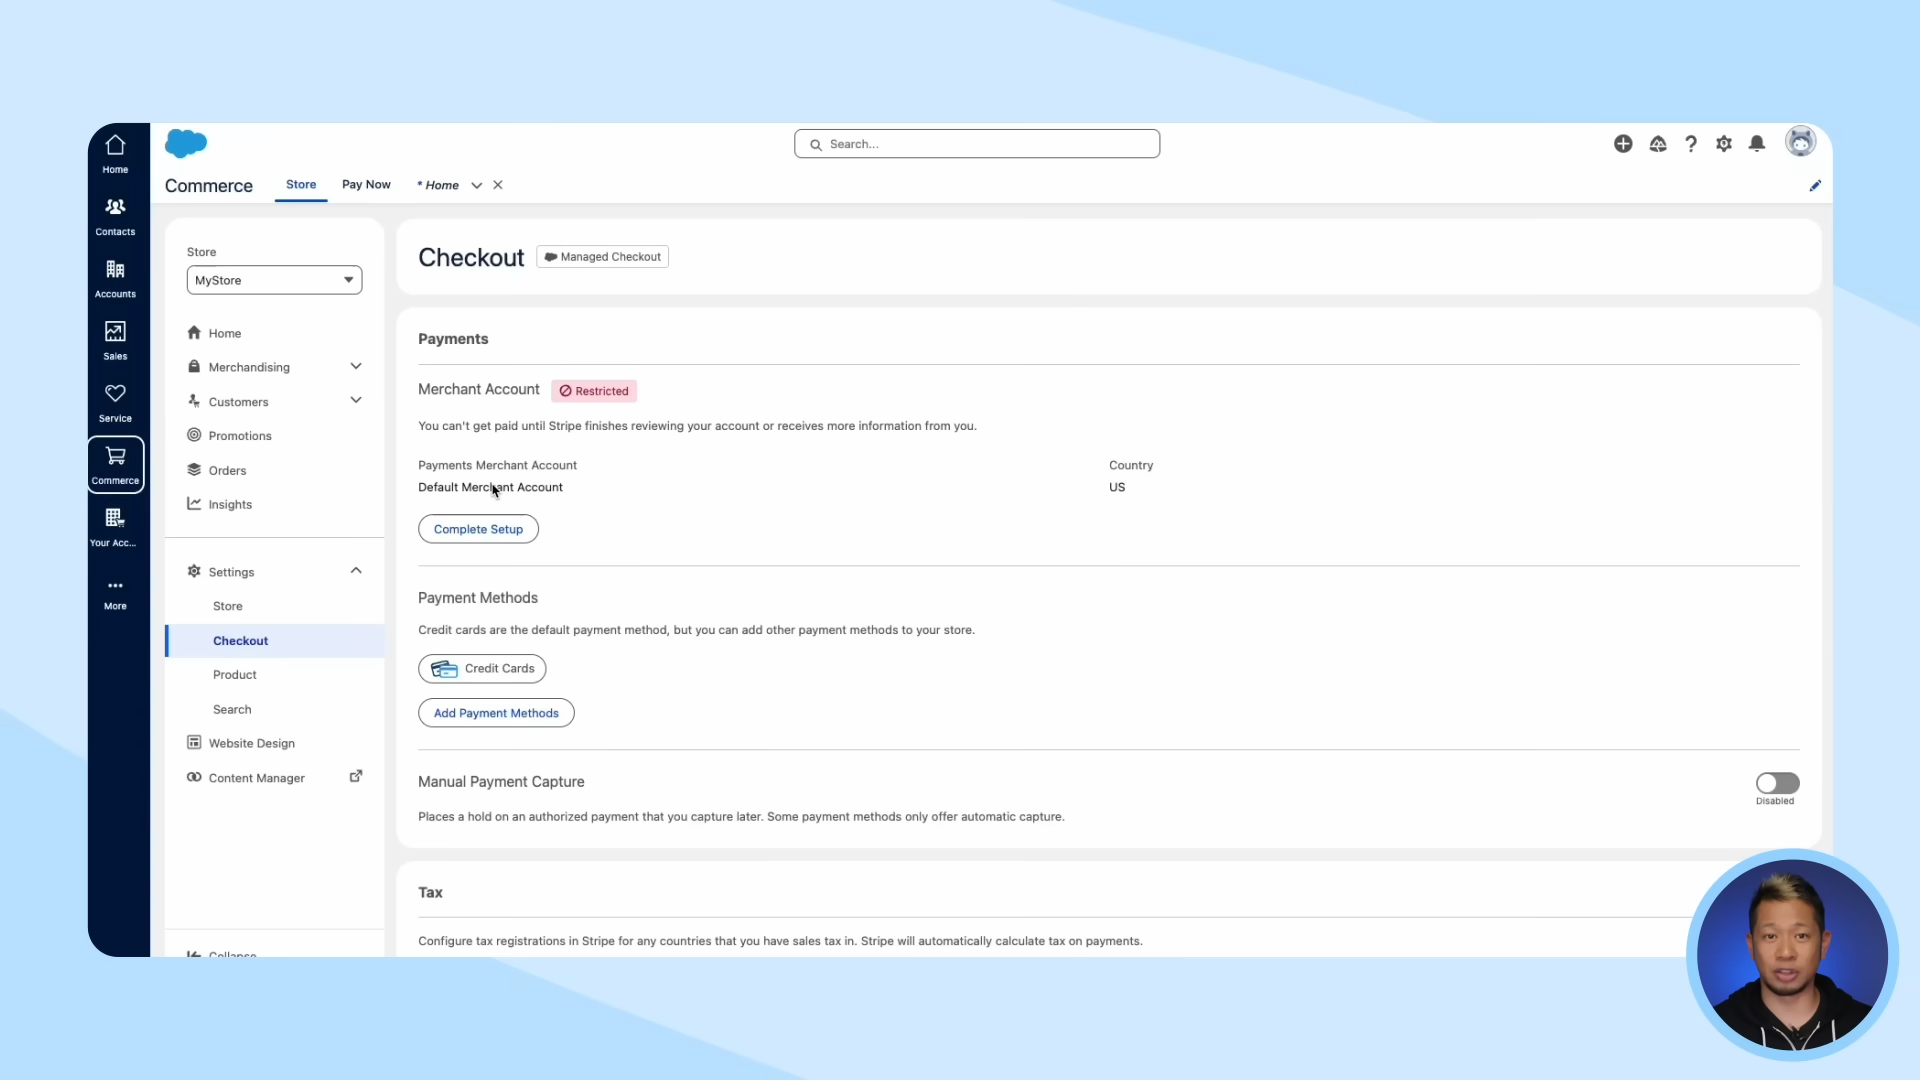 Home
Contacts
Accounts
Sales
Service
Commerce
Your Acc...
More
Search...
Commerce
Store
Pay Now
* Home
Store
MyStore
Home
Merchandising
Customers
Promotions
Orders
Insights
Settings
Store
Checkout
Product
Search
Website Design
Content Manager
Collapse
Checkout
Managed Checkout
Payments
Merchant Account
Restricted
You can't get paid until Stripe finishes reviewing your account or receives more information from you.
Payments Merchant Account
Country
Default Merchant Account
US
Complete Setup
Payment Methods
Credit cards are the default payment method, but you can add other payment methods to your store.
Credit Cards
Add Payment Methods
Manual Payment Capture
Disabled
Places a hold on an authorized payment that you capture later. Some payment methods only offer automatic capture.
Tax
Configure tax registrations in Stripe for any countries that you have sales tax in. Stripe will automatically calculate tax on payments.